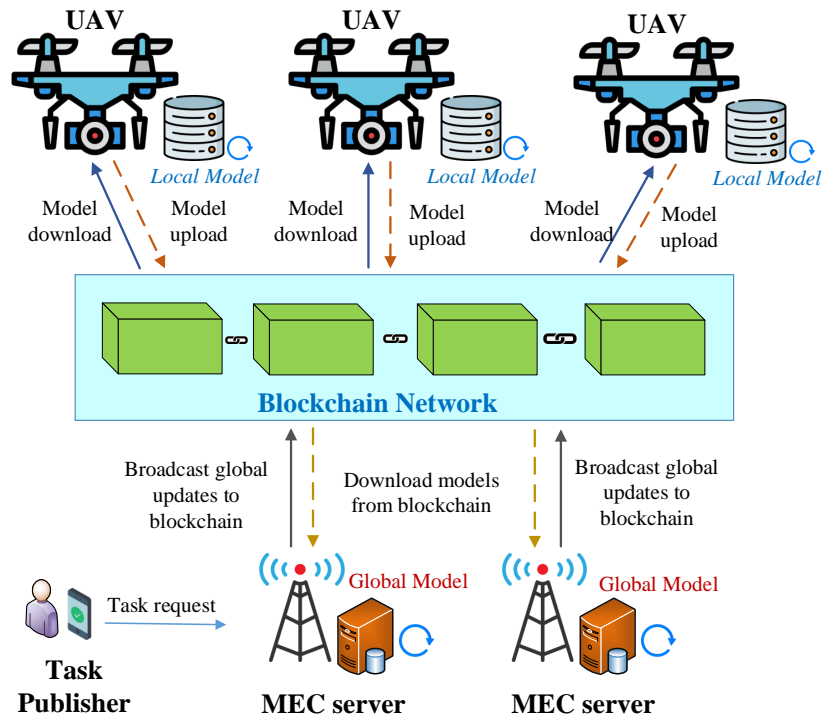 UAV
UAV
UAV
Local Model
Local Model
Local Model
Model
download
Model
upload
Model
download
Model
upload
Model
download
Model
upload
Blockchain Network
Broadcast global
updates to
blockchain
Download models
from blockchain
Broadcast global
updates to
blockchain
Global Model
Global Model
Task request
Task
Publisher
MEC server
MEC server